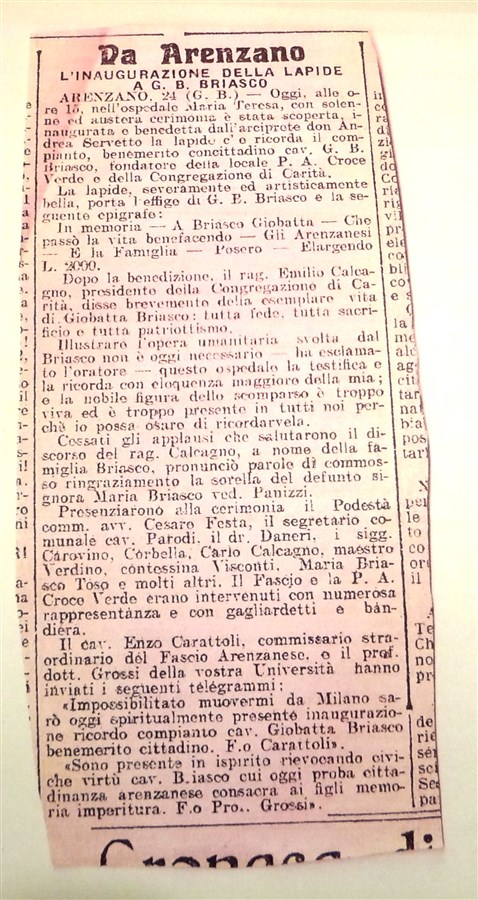 Da Arenzano
L'INAUGURAZIONE DELLA LAPIDE
A G. B. BRIASCO
ARENZANO, 24 (G. B.) — Oggi, alle o-
re 15, nell'ospedale Maria Teresa, con solen-
ne ed austera cerimonia è stata scoperta, i-
naugurata e benedetta dall'arciprete don An-
drea Servetto la lapide c'e ricorda il com-
pianto, benemerito concittadino cav. G. B.
Briasco, fondatore della locale P. A. Croce
Verde e della Congregazione di Carità.
La lapide, severamente ed artisticamente
bella, porta l'effige di G. B. Briasco e la se-
guente epigrafe:
In memoria — A Briasco Giobatta — Che
passò la vita benefacendo — Gli Arenzanesi
— E la Famiglia — Posero — Elargendo
L. 2000.
Dopo la benedizione, il rag. Emilio Calca-
gno, presidente della Congregazione di Ca-
rità, disse brevemente della esemplare vita
di Giobatta Briasco: tutta fede, tutta sacri-
ficio e tutta patriottismo.
Illustrare l'opera umanitaria svolta dal
Briasco non è oggi necessario — ha esclama-
to l'oratore — questo ospedale la testifica e
la ricorda con eloquenza maggiore della mia;
e la nobile figura dello scomparso è troppo
viva ed è troppo presente in tutti noi per-
chè io possa osare di ricordarvela.
Cessati gli applausi che salutarono il di-
scorso del rag. Calcagno, a nome della fa-
miglia Briasco, pronunciò parole di commos-
so ringraziamento la sorella del defunto si-
gnora Maria Briasco ved. Panizzi.
Presenziarono alla cerimonia il Podestà
comm. avv. Cesare Festa, il segretario co-
munale cav. Parodi, il dr. Daneri, i sigg.
Carovino, Corbella, Carlo Calcagno, maestro
Verdino, contessina Visconti, Maria Bria-
sco Toso e molti altri. Il Fascio e la P. A.
Croce Verde erano intervenuti con numerosa
rappresentanza e con gagliardetti e ban-
diera.
Il cav. Enzo Carattoli, commissario stra-
ordinario del Fascio Arenzanese, e il prof.
dott. Grossi della vostra Università hanno
inviati i seguenti telegrammi:
«Impossibilitato muovermi da Milano sa-
rò oggi spiritualmente presente inaugurazio-
ne ricordo compianto cav. Giobatta Briasco
benemerito cittadino. F.o Carattoli».
«Sono presente in ispirito rievocando civi-
che virtù cav. B.iasco cui oggi proba citta-
dinanza arenzanese consacra ai figli memo-
ria imperitura. F.o Pro.. Grossi».